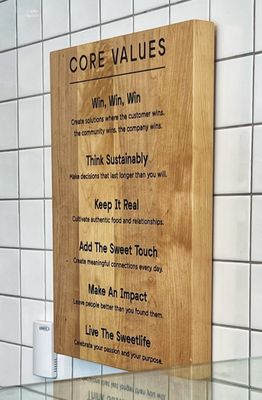 CORE VALUES
Win, Win, Win
Create solutions where the customer wins.
the community wins. the company wins.
Think Sustainably
Make decisions that last longer than you will.
Keep It Real
Cultivate authentic food and relationships.
Add The Sweet Touch
Create meaningful connections every day.
Make An Impact
Leave people better than you found them.
Live The Sweetlife
Celebrate your passion and your purpose.